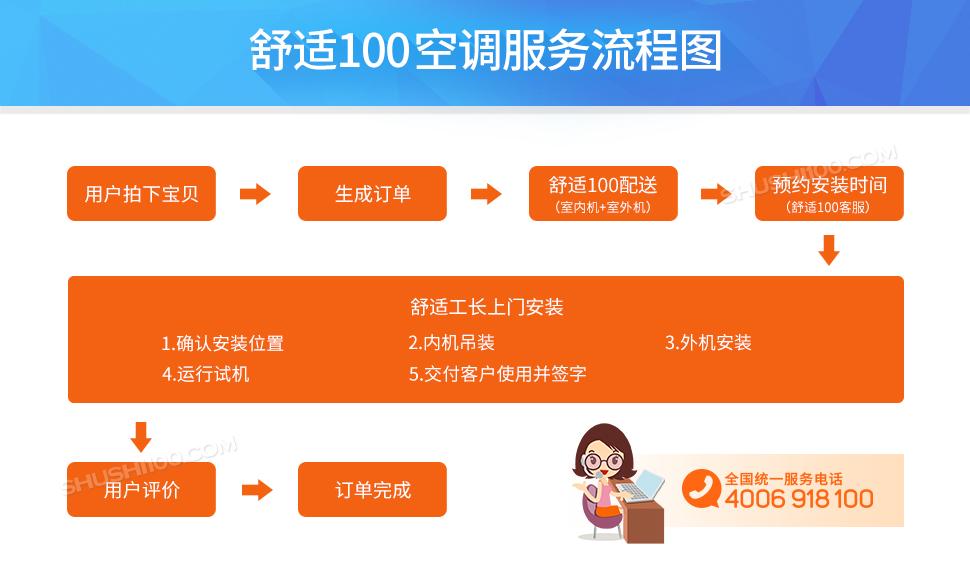 舒适100空调服务流程图
用户拍下宝贝
生成订单
舒适100配送
（室内机+室外机）
预约安装时间
（舒适100客服）
SHUSHI100.COM
舒适工长上门安装
1.确认安装位置
2.内机吊装
3.外机安装
4.运行试机
5.交付客户使用并签字
用户评价
SHUSHI100.COM
订单完成
全国统一服务电话
4006 918 100